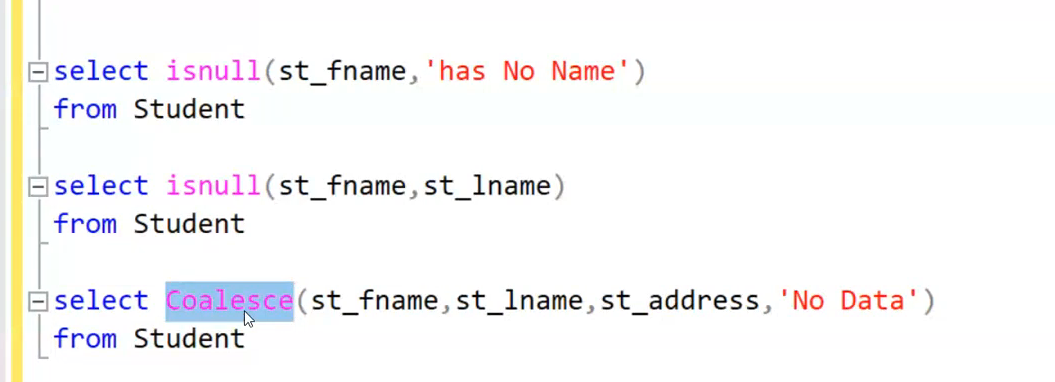 select isnull(st_fname,'has No Name')
from Student
select isnull(st_fname,st_lname)
from Student
select Coalesce(st_fname,st_lname,st_address,'No Data')
from Student